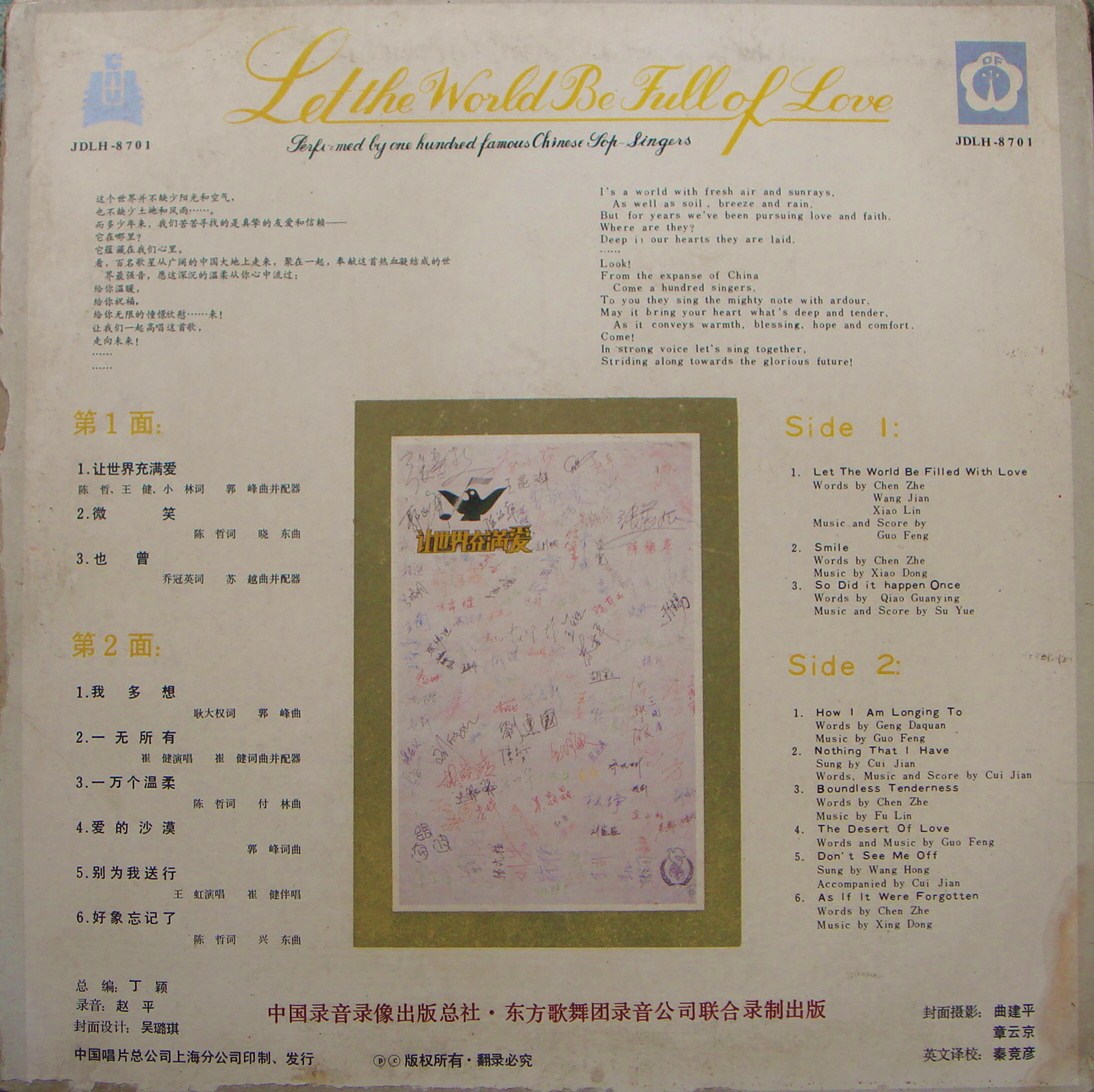 Let the World Be Full of Love
Performed by one hundred famous Chinese Pop-Singers
JDLH-8701
OF
JDLH-8701
这个世界并不缺少阳光和空气，
也不缺少土地和风雨……。
而多少年来，我们苦苦寻找的是真挚的友爱和信赖——
它在哪里？
它蕴藏在我们心里。
看，百名歌星从广阔的中国大地上走来，聚在一起，奉献这首热血凝结成的世
界最强音，愿这深沉的温柔从你心中流过；
给你温暖，
给你祝福，
给你无限的憧憬欣慰……来！
让我们一起高唱这首歌，
走向未来！
……
……
I's a world with fresh air and sunrays,
As well as soil, breeze and rain.
But for years we've been pursuing love and faith.
Where are they?
Deep in our hearts they are laid.
……
Look!
From the expanse of China
Come a hundred singers,
To you they sing the mighty note with ardour.
May it bring your heart what's deep and tender,
As it conveys warmth, blessing, hope and comfort.
Come!
In strong voice let's sing together,
Striding along towards the glorious future!
第1面：
1.让世界充满爱
陈哲、王健、小林词 郭峰曲并配器
2.微笑
陈哲词 晓东曲
3.也曾
乔冠英词 苏越曲并配器
第2面：
1.我多想
耿大权词 郭峰曲
2.一无所有
崔健演唱 崔健词曲并配器
3.一万个温柔
陈哲词 付林曲
4.爱的沙漠
郭峰词曲
5.别为我送行
王虹演唱 崔健伴唱
6.好象忘记了
陈哲词 兴东曲
让世界充满爱
Side 1:
1. Let The World Be Filled With Love
Words by Chen Zhe
Wang Jian
Xiao Lin
Music and Score by
Guo Feng
2. Smile
Words by Chen Zhe
Music by Xiao Dong
3. So Did it happen Once
Words by Qiao Guanying
Music and Score by Su Yue
Side 2:
1. How I Am Longing To
Words by Geng Daquan
Music by Guo Feng
2. Nothing That I Have
Sung by Cui Jian
Words, Music and Score by Cui Jian
3. Boundless Tenderness
Words by Chen Zhe
Music by Fu Lin
4. The Desert Of Love
Words and Music by Guo Feng
5. Don't See Me Off
Sung by Wang Hong
Accompanied by Cui Jian
6. As If It Were Forgotten
Words by Chen Zhe
Music by Xing Dong
总编：丁颖
录音：赵平
封面设计：吴璐琪
中国唱片总公司上海分公司印制、发行
中国录音录像出版总社·东方歌舞团录音公司联合录制出版
Ⓟ Ⓒ 版权所有·翻录必究
封面摄影：曲建平
章云京
英文译校：秦竞彦